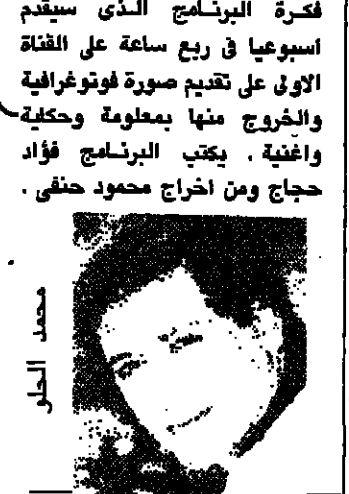 فكرة البرنامج الذى سيقدم
اسبوعيا فى ربع ساعة على القناة
الاولى على تقديم صورة فوتوغرافية
والخروج منها بمعلومة وحكاية
واغنية . يكتب البرنامج فؤاد
حجاج ومن اخراج محمود حنفى .
محمد الحلو